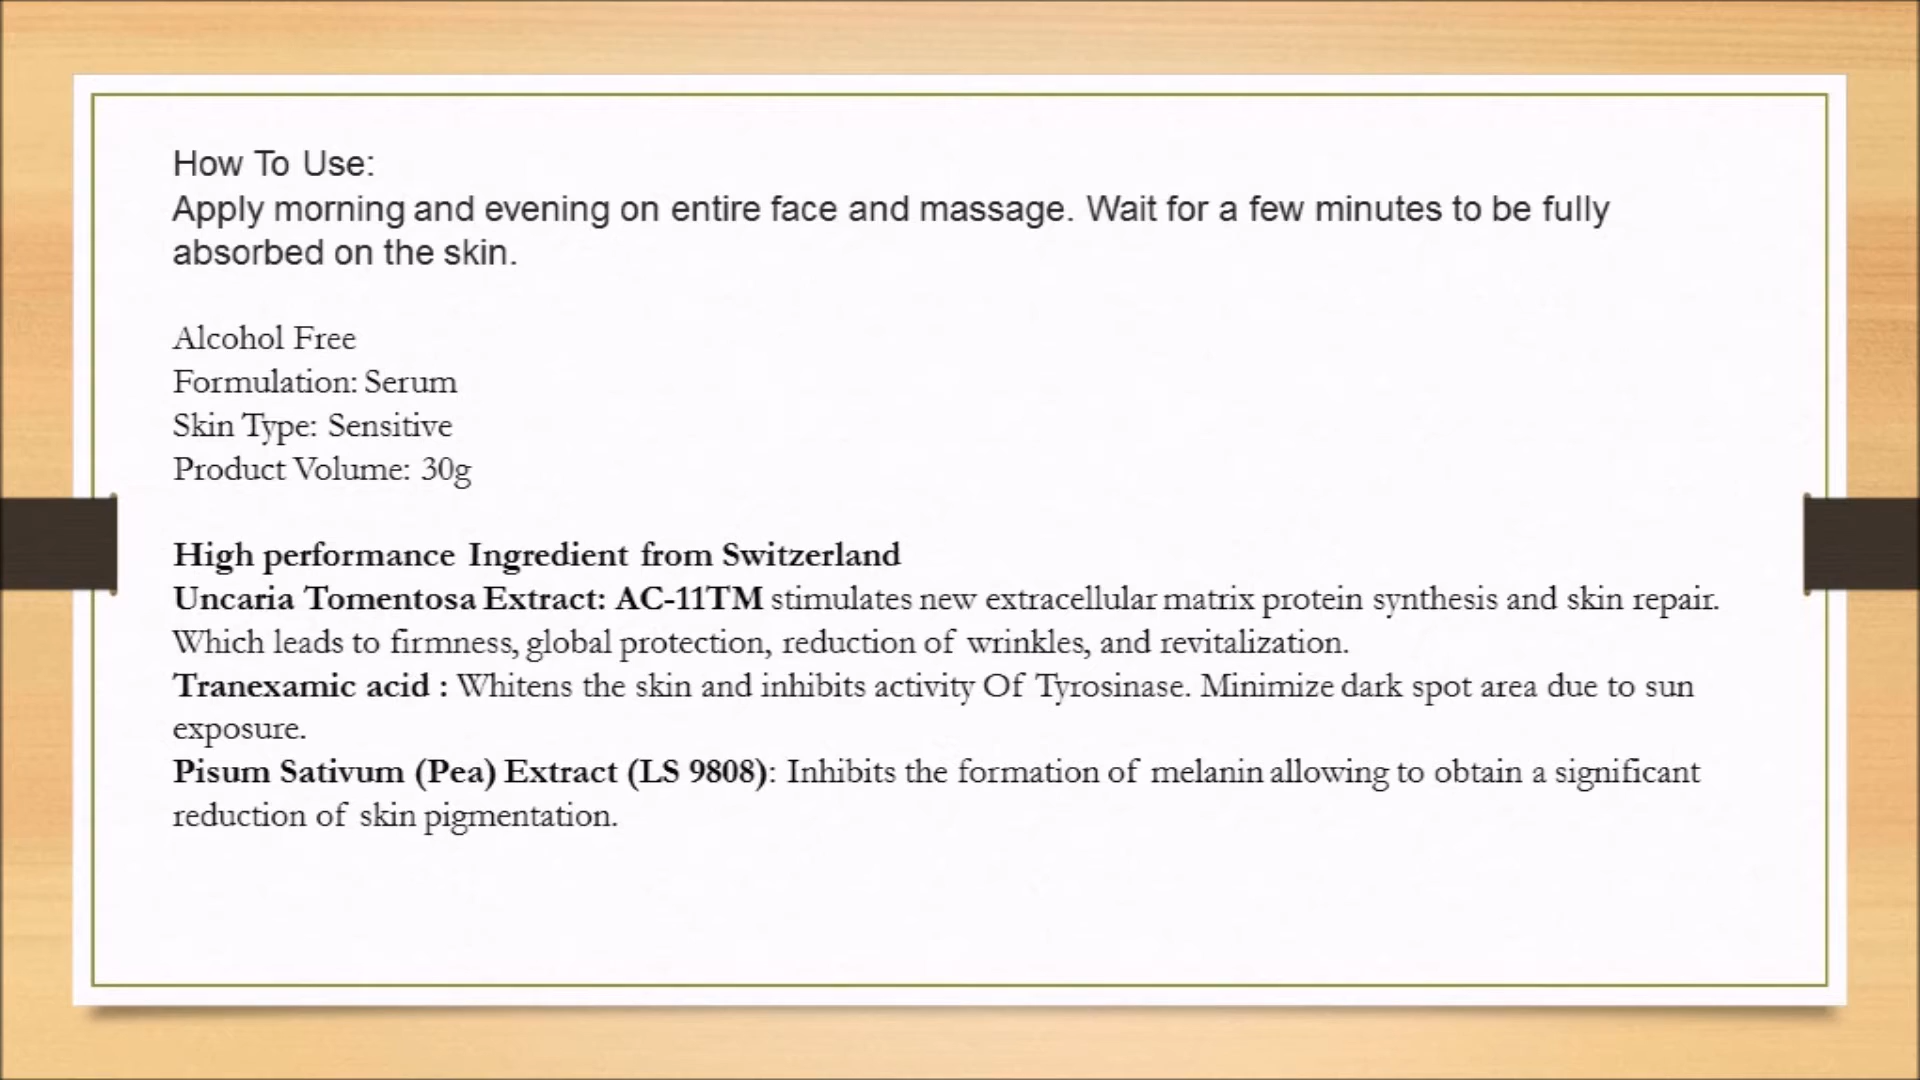 How To Use:
Apply morning and evening on entire face and massage. Wait for a few minutes to be fully
absorbed on the skin.
Alcohol Free
Formulation: Serum
Skin Type: Sensitive
Product Volume: 30g
High performance Ingredient from Switzerland
Uncaria Tomentosa Extract: AC-11TM stimulates new extracellular matrix protein synthesis and skin repair.
Which leads to firmness, global protection, reduction of wrinkles, and revitalization.
Tranexamic acid : Whitens the skin and inhibits activity Of Tyrosinase. Minimize dark spot area due to sun
exposure.
Pisum Sativum (Pea) Extract (LS 9808): Inhibits the formation of melanin allowing to obtain a significant
reduction of skin pigmentation.